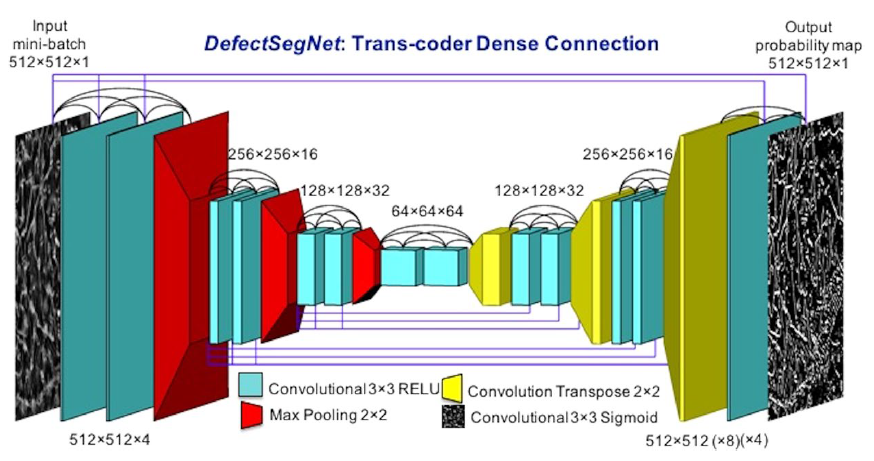 Input
mini-batch
512×512×1
DefectSegNet: Trans-coder Dense Connection
Output
probability map
512×512×1
256×256×16
128×128×32
64×64×64
128×128×32
256×256×16
Convolutional 3×3 RELU
Convolution Transpose 2×2
Max Pooling 2×2
Convolutional 3×3 Sigmoid
512×512×4
512×512 (×8)(×4)